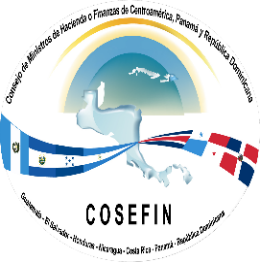 Consejo de Ministros de Hacienda o Finanzas de Centroamérica, Panamá y República Dominicana
COSEFIN
Guatemala - El Salvador - Honduras - Nicaragua - Costa Rica - Panamá - República Dominicana